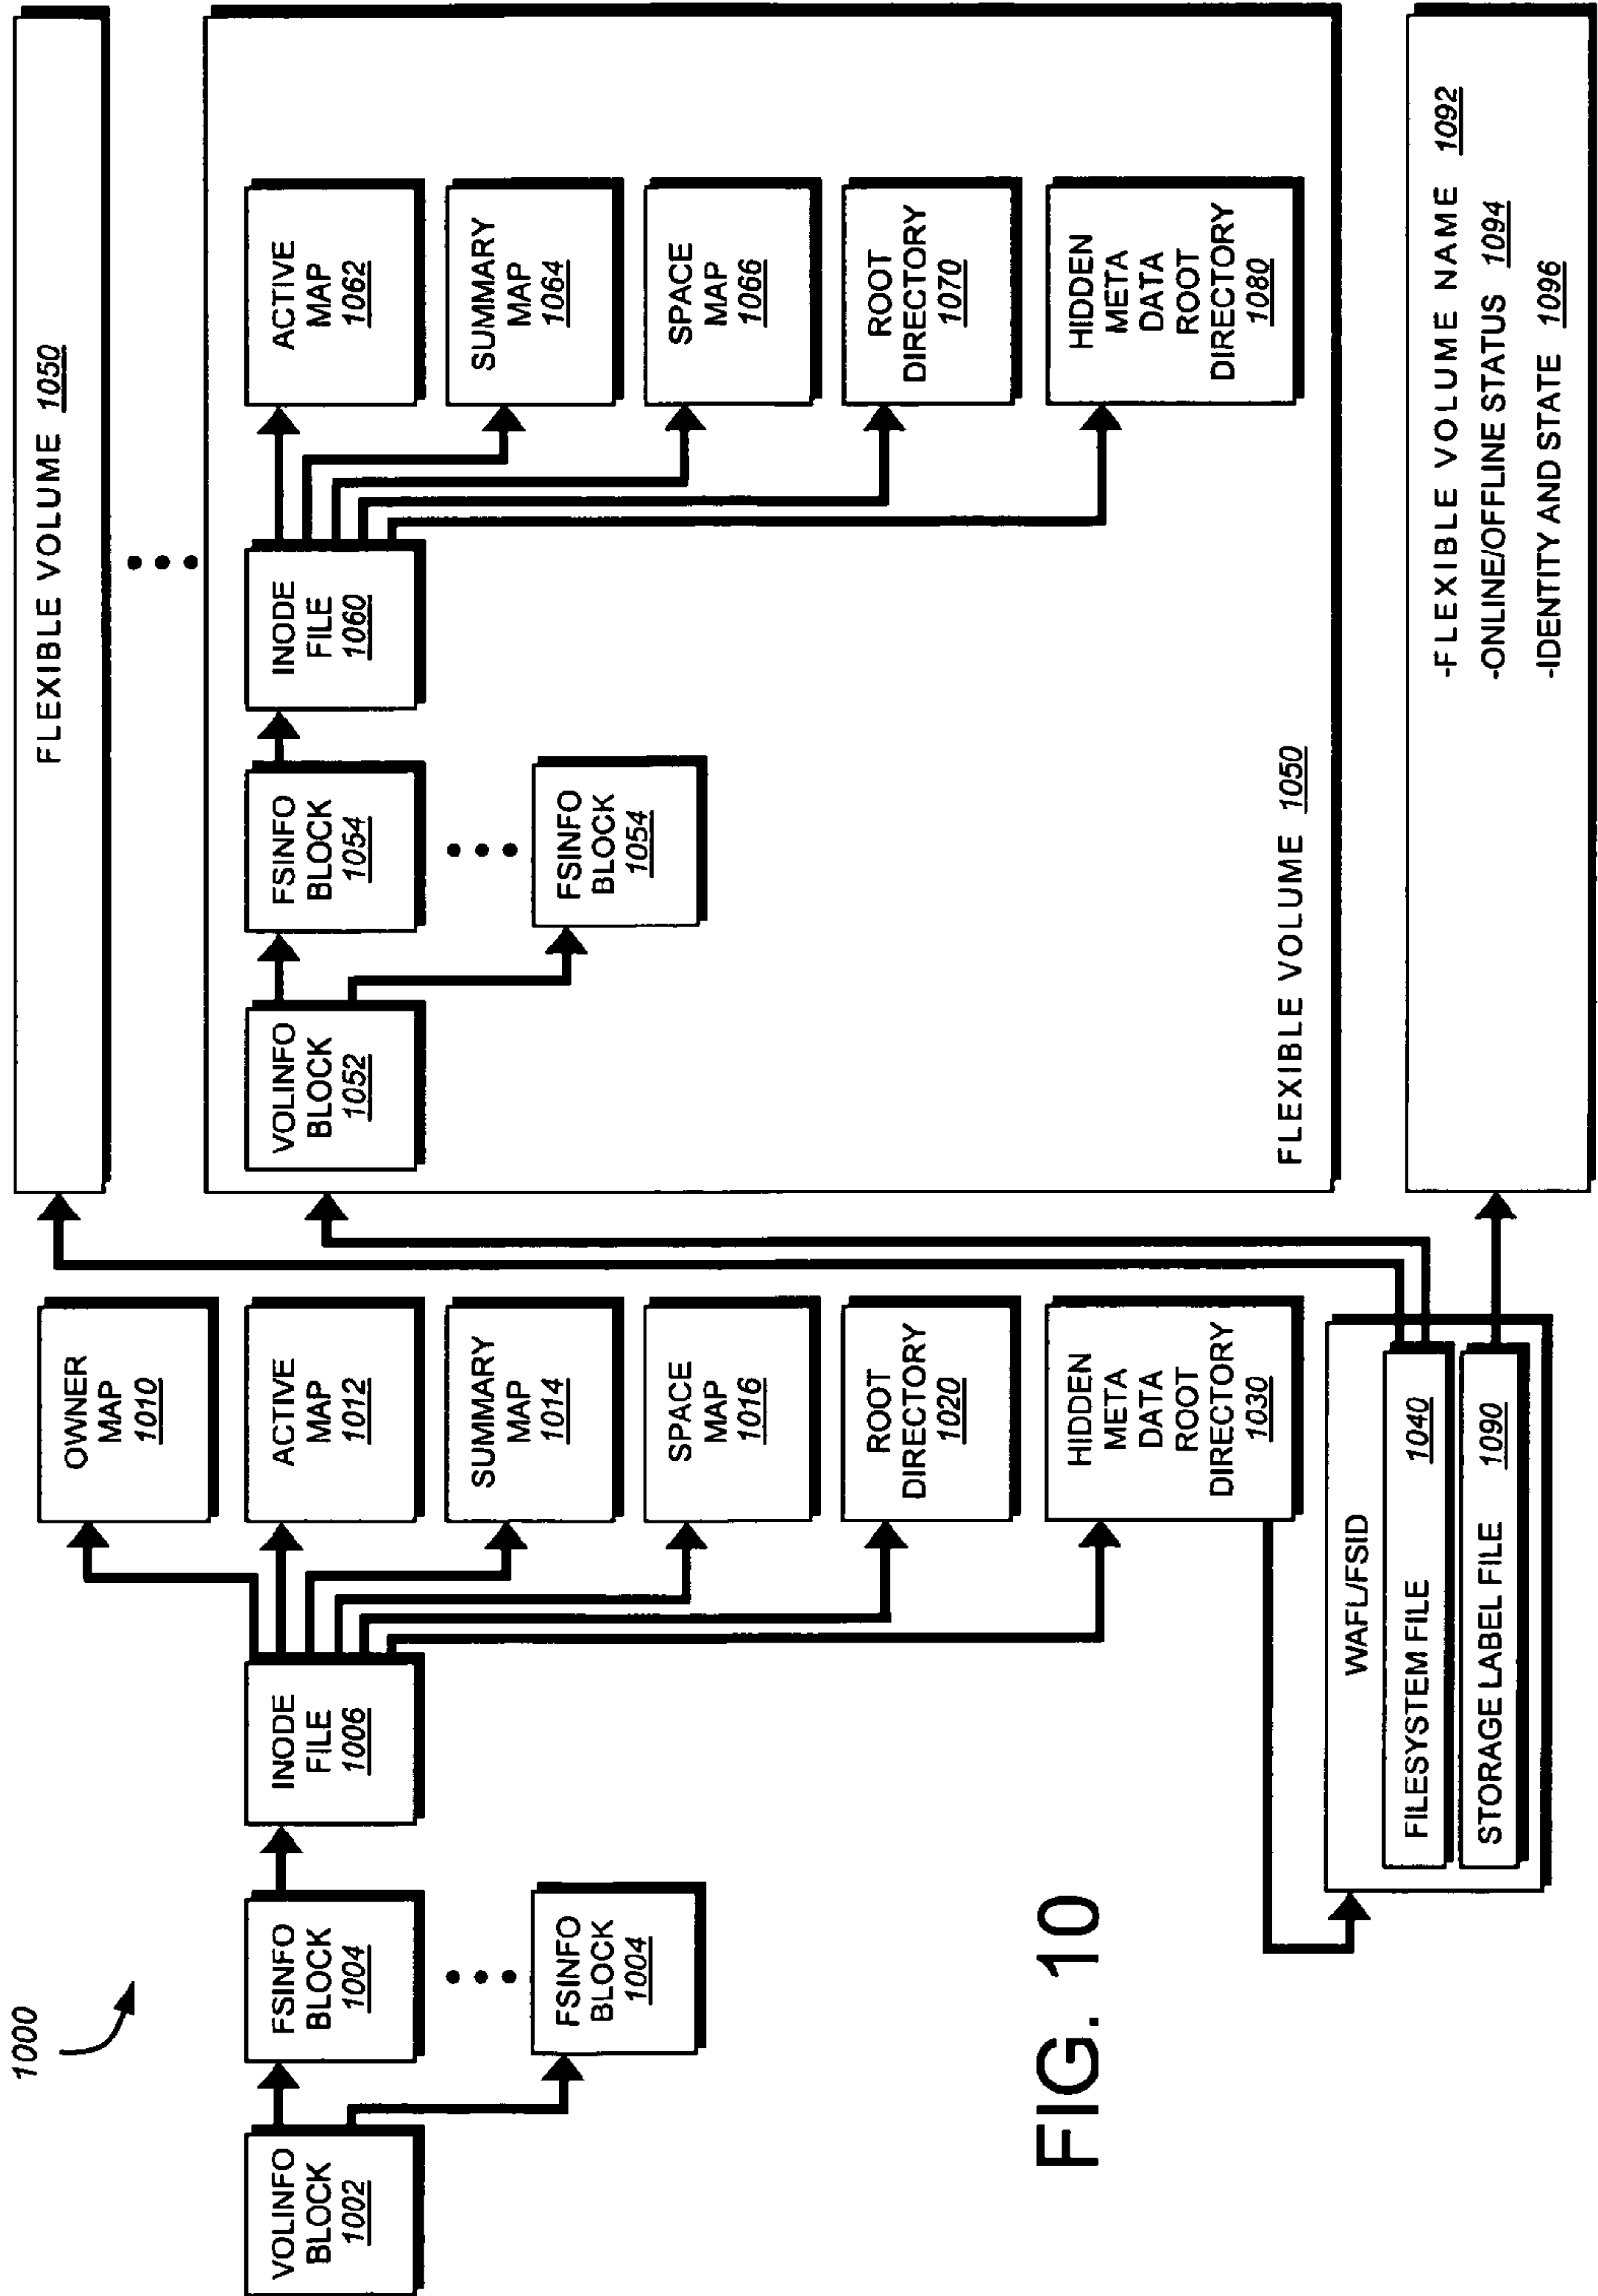 1000
VOLINFO
BLOCK
1002
FSINFO
BLOCK
1004
FSINFO
BLOCK
1004
INODE
FILE
1006
OWNER
MAP
1010
ACTIVE
MAP
1012
SUMMARY
MAP
1014
SPACE
MAP
1016
ROOT
DIRECTORY
1020
HIDDEN
META
DATA
ROOT
DIRECTORY
1030
WAFL/FSID
FILESYSTEM FILE 1040
STORAGE LABEL FILE 1090
FLEXIBLE VOLUME 1050
VOLINFO
BLOCK
1052
FSINFO
BLOCK
1054
FSINFO
BLOCK
1054
INODE
FILE
1060
ACTIVE
MAP
1062
SUMMARY
MAP
1064
SPACE
MAP
1066
ROOT
DIRECTORY
1070
HIDDEN
META
DATA
ROOT
DIRECTORY
1080
FLEXIBLE VOLUME 1050
-FLEXIBLE VOLUME NAME 1092
-ONLINE/OFFLINE STATUS 1094
-IDENTITY AND STATE 1096
FIG. 10